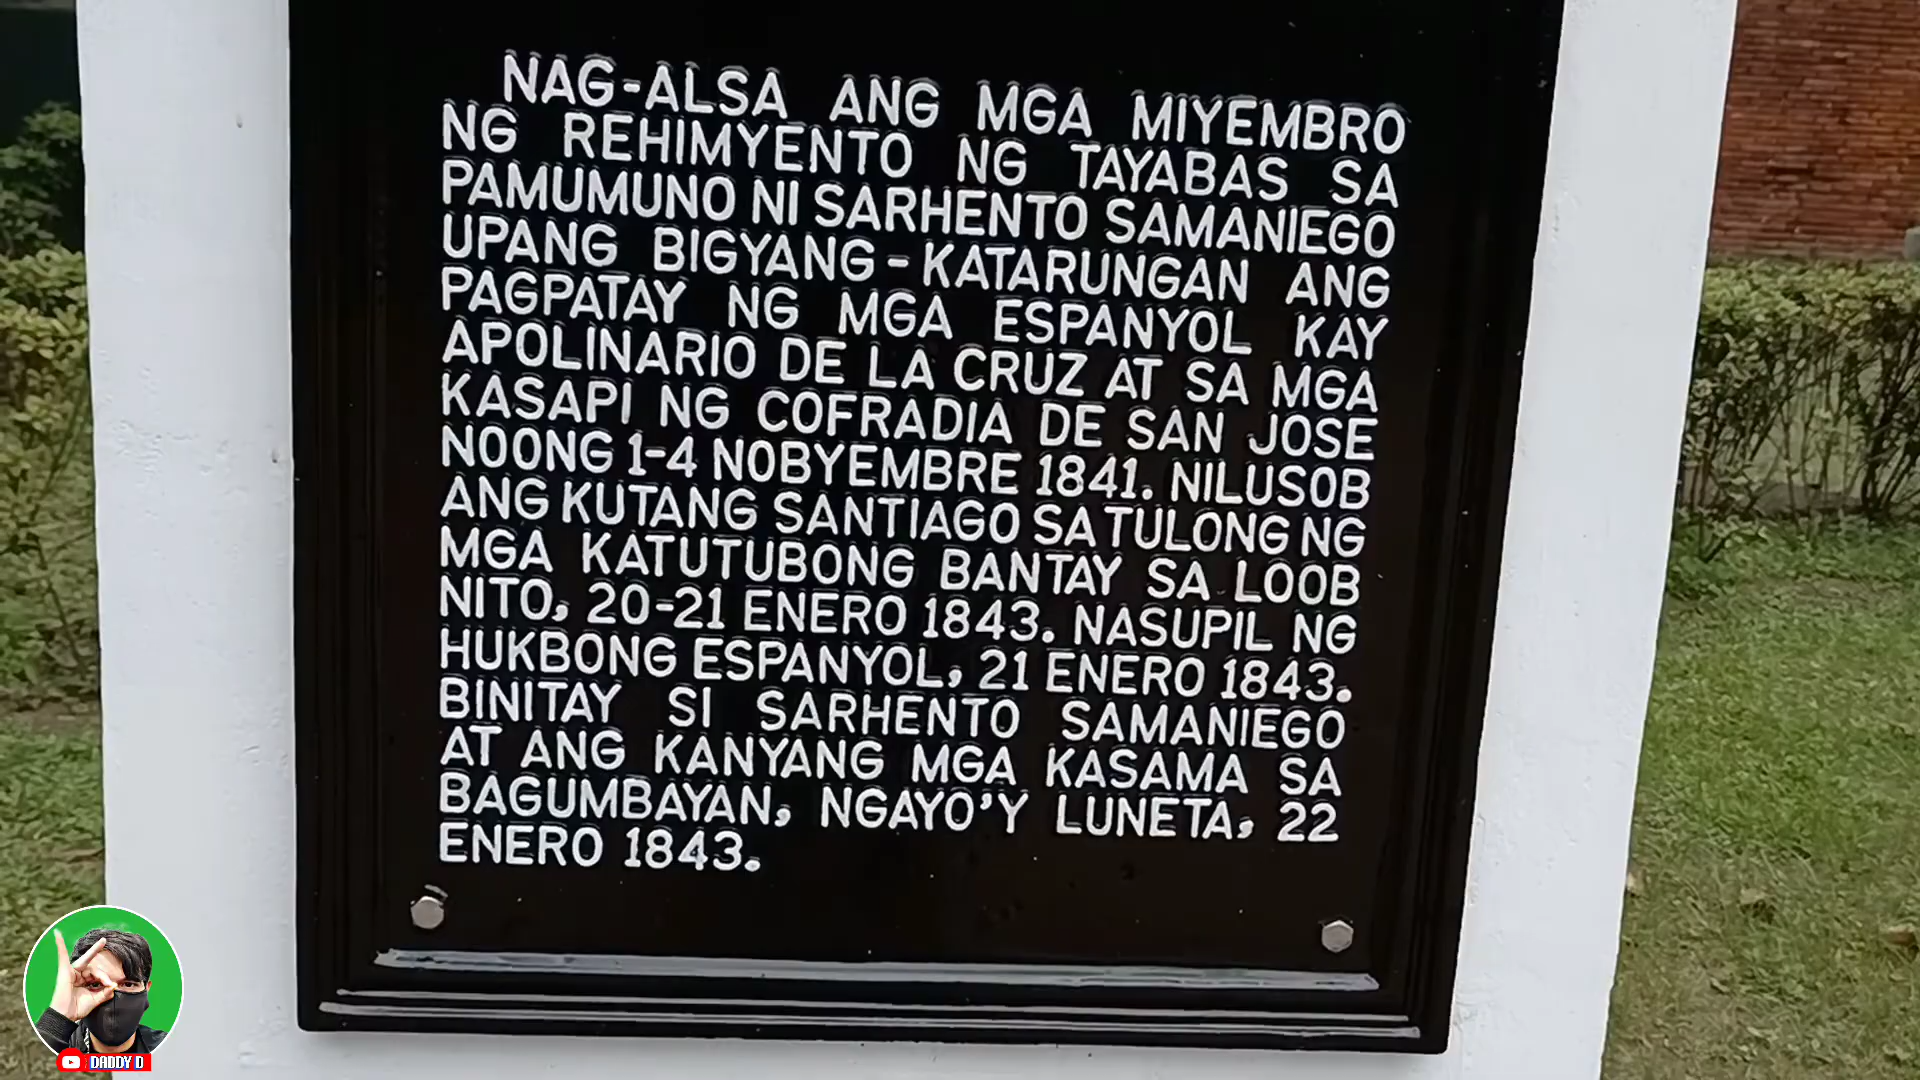 NAG-ALSA ANG MGA MIYEMBRO
NG REHIMYENTO NG TAYABAS SA
PAMUMUNO NI SARHENTO SAMANIEGO
UPANG BIGYANG-KATARUNGAN ANG
PAGPATAY NG MGA ESPANYOL KAY
APOLINARIO DE LA CRUZ AT SA MGA
KASAPI NG COFRADIA DE SAN JOSE
NOONG 1-4 NOBYEMBRE 1841. NILUSOB
ANG KUTANG SANTIAGO SA TULONG NG
MGA KATUTUBONG BANTAY SA LOOB
NITO, 20-21 ENERO 1843. NASUPIL NG
HUKBONG ESPANYOL, 21 ENERO 1843.
BINITAY SI SARHENTO SAMANIEGO
AT ANG KANYANG MGA KASAMA SA
BAGUMBAYAN, NGAYO'Y LUNETA, 22
ENERO 1843.
DADDY D